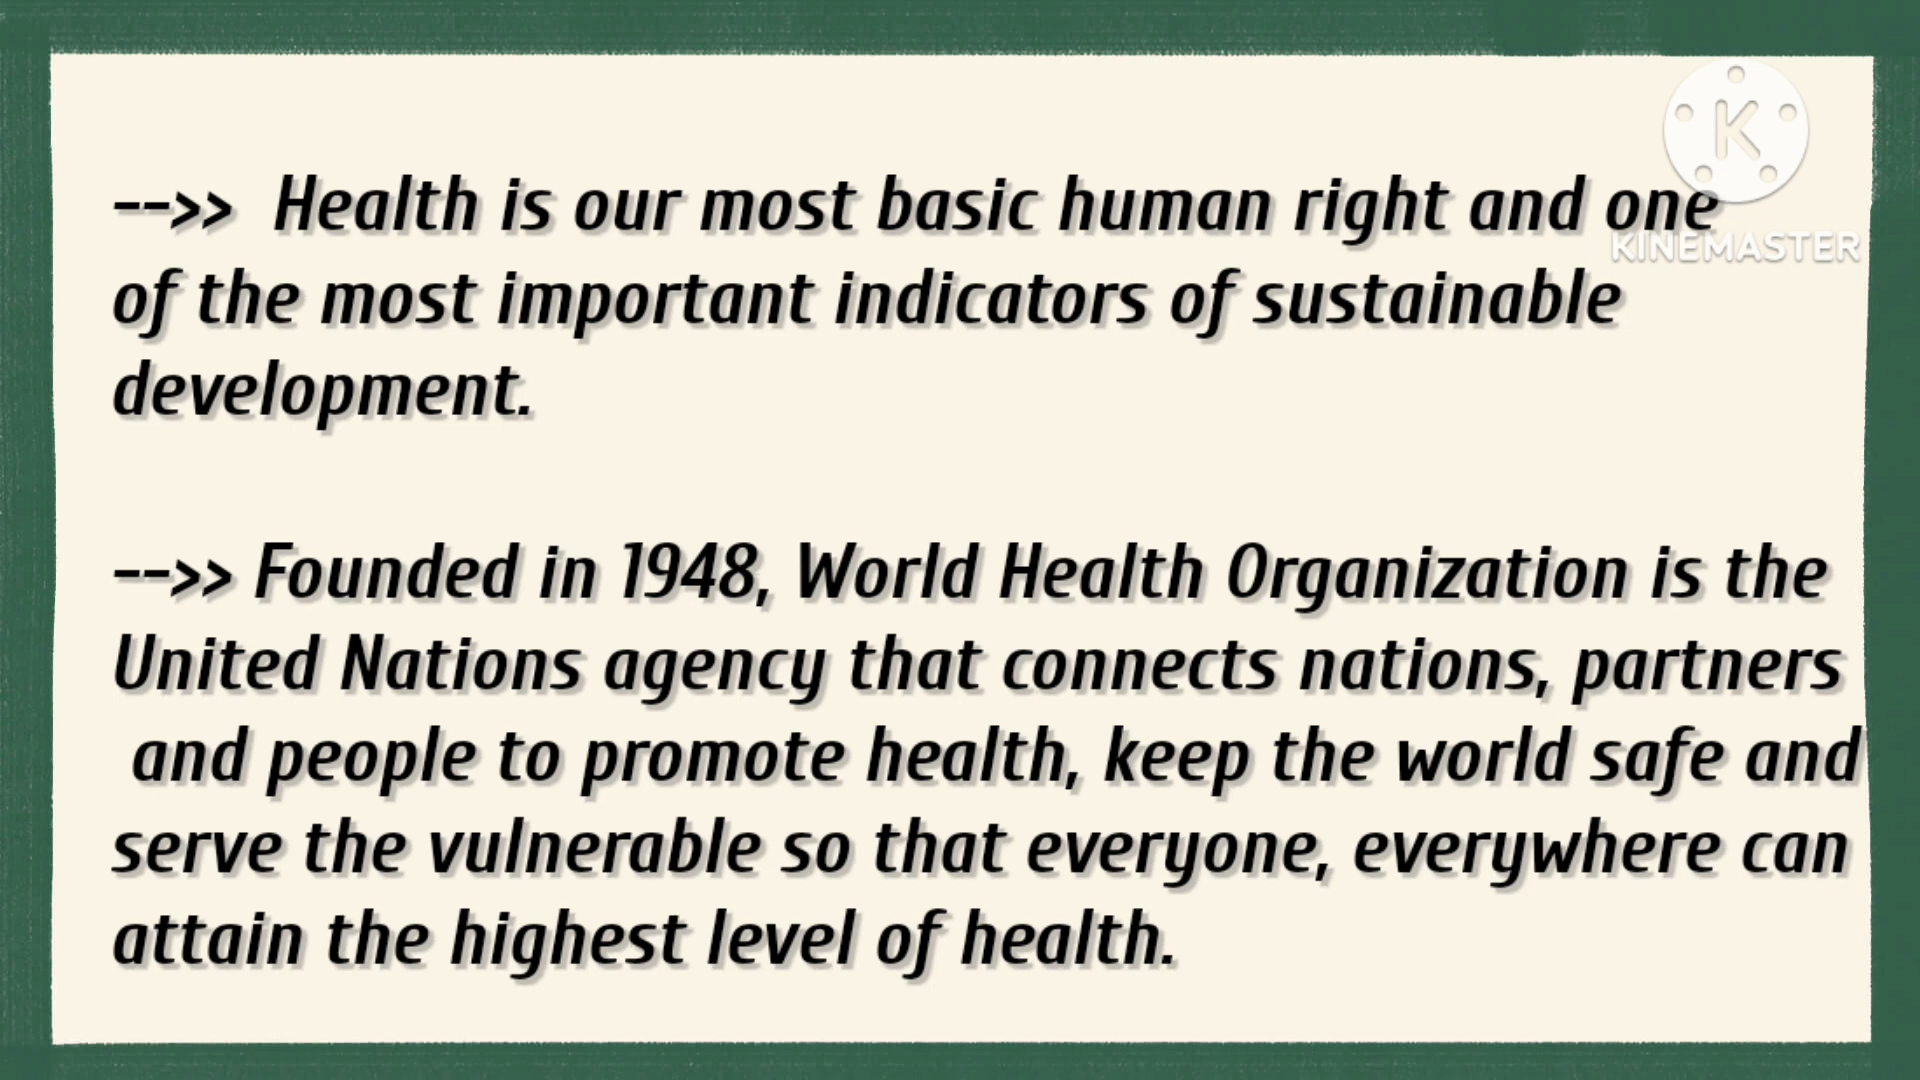 K
-->> Health is our most basic human right and one
KINEMASTER
of the most important indicators of sustainable
development.
-->> Founded in 1948, World Health Organization is the
United Nations agency that connects nations, partners
and people to promote health, keep the world safe and
serve the vulnerable so that everyone, everywhere can
attain the highest level of health.